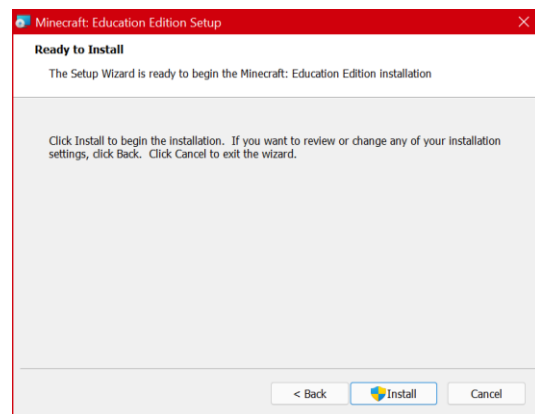 Minecraft: Education Edition Setup
Ready to Install
The Setup Wizard is ready to begin the Minecraft: Education Edition installation
Click Install to begin the installation. If you want to review or change any of your installation
settings, click Back. Click Cancel to exit the wizard.
< Back Install Cancel